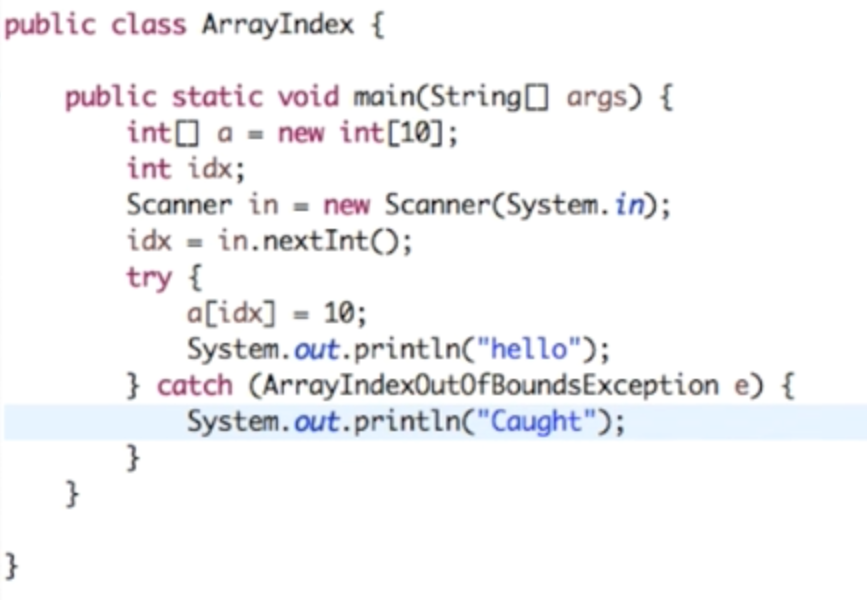 public class ArrayIndex {
public static void main(String[] args) {
int[] a = new int[10];
int idx;
Scanner in = new Scanner(System.in);
idx = in.nextInt();
try {
a[idx] = 10;
System.out.println("hello");
} catch (ArrayIndexOutOfBoundsException e) {
System.out.println("Caught");
}
}
}